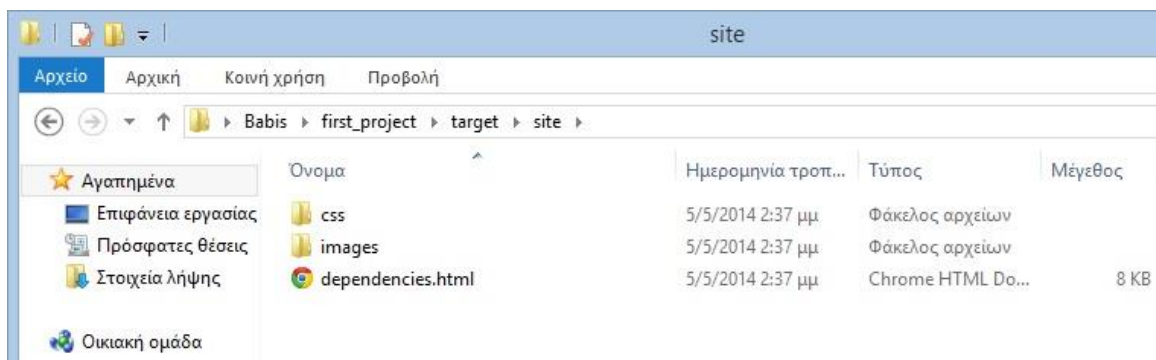 site
Αρχείο Αρχική Κοινή χρήση Προβολή
Babis first_project target site
Όνομα Ημερομηνία τροπ... Τύπος Μέγεθος
Αγαπημένα
Επιφάνεια εργασίας css 5/5/2014 2:37 μμ Φάκελος αρχείων
Πρόσφατες θέσεις images 5/5/2014 2:37 μμ Φάκελος αρχείων
Στοιχεία λήψης dependencies.html 5/5/2014 2:37 μμ Chrome HTML Do... 8 KB
Οικιακή ομάδα